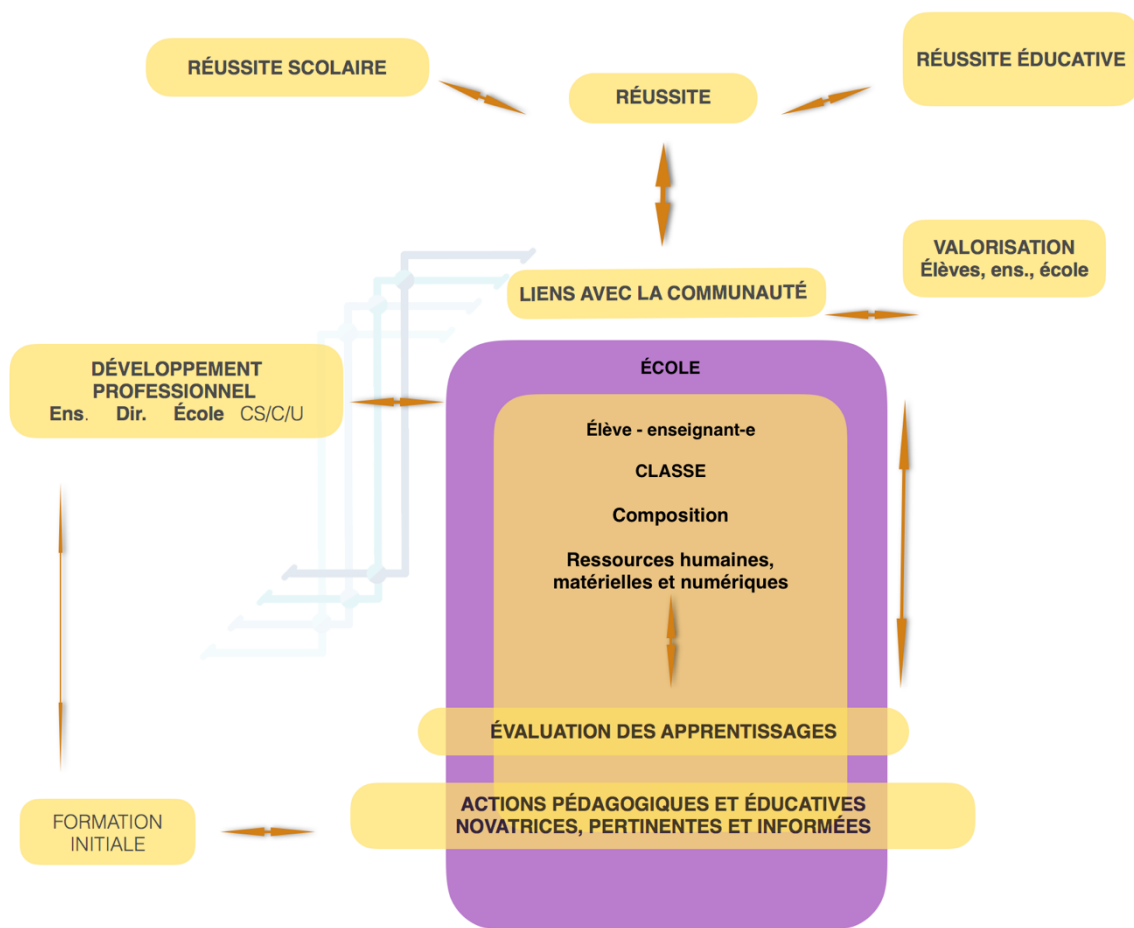 RÉUSSITE SCOLAIRE
RÉUSSITE
RÉUSSITE ÉDUCATIVE
VALORISATION
Élèves, ens., école
LIENS AVEC LA COMMUNAUTÉ
DÉVELOPPEMENT
PROFESSIONNEL
Ens. Dir. École CS/C/U
ÉCOLE
Élève - enseignant-e
CLASSE
Composition
Ressources humaines,
matérielles et numériques
ÉVALUATION DES APPRENTISSAGES
ACTIONS PÉDAGOGIQUES ET ÉDUCATIVES
NOVATRICES, PERTINENTES ET INFORMÉES
FORMATION
INITIALE